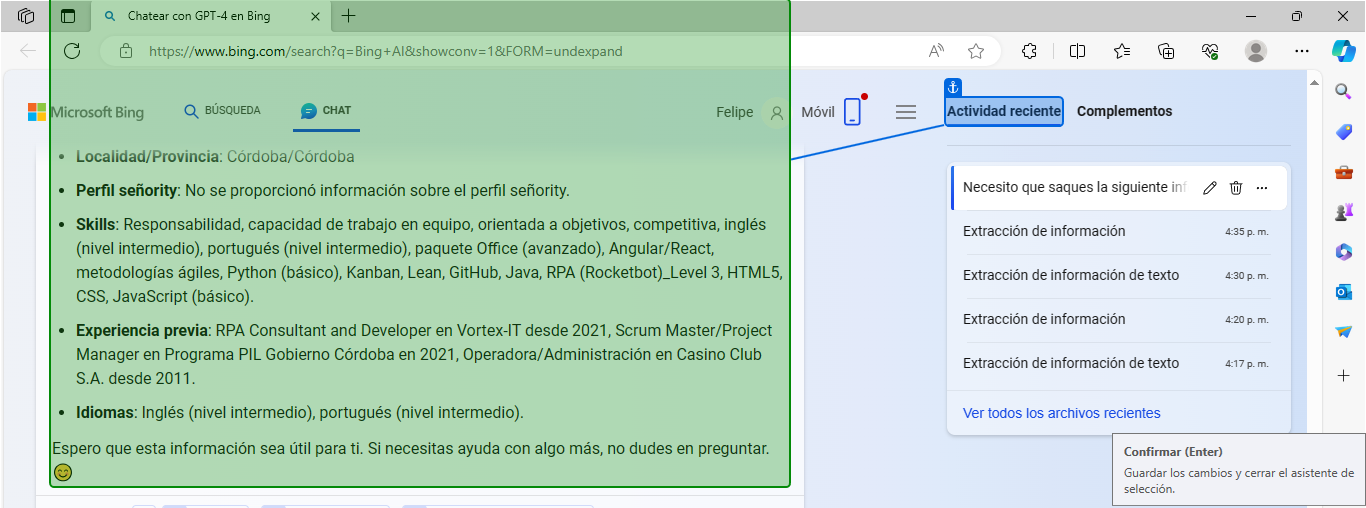 Chatear con GPT-4 en Bing
https://www.bing.com/search?q=Bing+AI&showconv=1&FORM=undexpand
Microsoft Bing
BÚSQUEDA
CHAT
Felipe
Móvil
Localidad/Provincia: Córdoba/Córdoba
• Perfil señority: No se proporcionó información sobre el perfil señority.
• Skills: Responsabilidad, capacidad de trabajo en equipo, orientada a objetivos, competitiva, inglés
(nivel intermedio), portugués (nivel intermedio), paquete Office (avanzado), Angular/React,
metodologías ágiles, Python (básico), Kanban, Lean, GitHub, Java, RPA (Rocketbot)_Level 3, HTML5,
CSS, JavaScript (básico).
• Experiencia previa: RPA Consultant and Developer en Vortex-IT desde 2021, Scrum Master/Project
Manager en Programa PIL Gobierno Córdoba en 2021, Operadora/Administración en Casino Club
S.A. desde 2011.
• Idiomas: Inglés (nivel intermedio), portugués (nivel intermedio).
Espero que esta información sea útil para ti. Si necesitas ayuda con algo más, no dudes en preguntar.
😊
Actividad reciente
Complementos
Necesito que saques la siguiente inf
Extracción de información 4:35 p. m.
Extracción de información de texto 4:30 p. m.
Extracción de información 4:20 p. m.
Extracción de información de texto 4:17 p. m.
Ver todos los archivos recientes
Confirmar (Enter)
Guardar los cambios y cerrar el asistente de
selección.